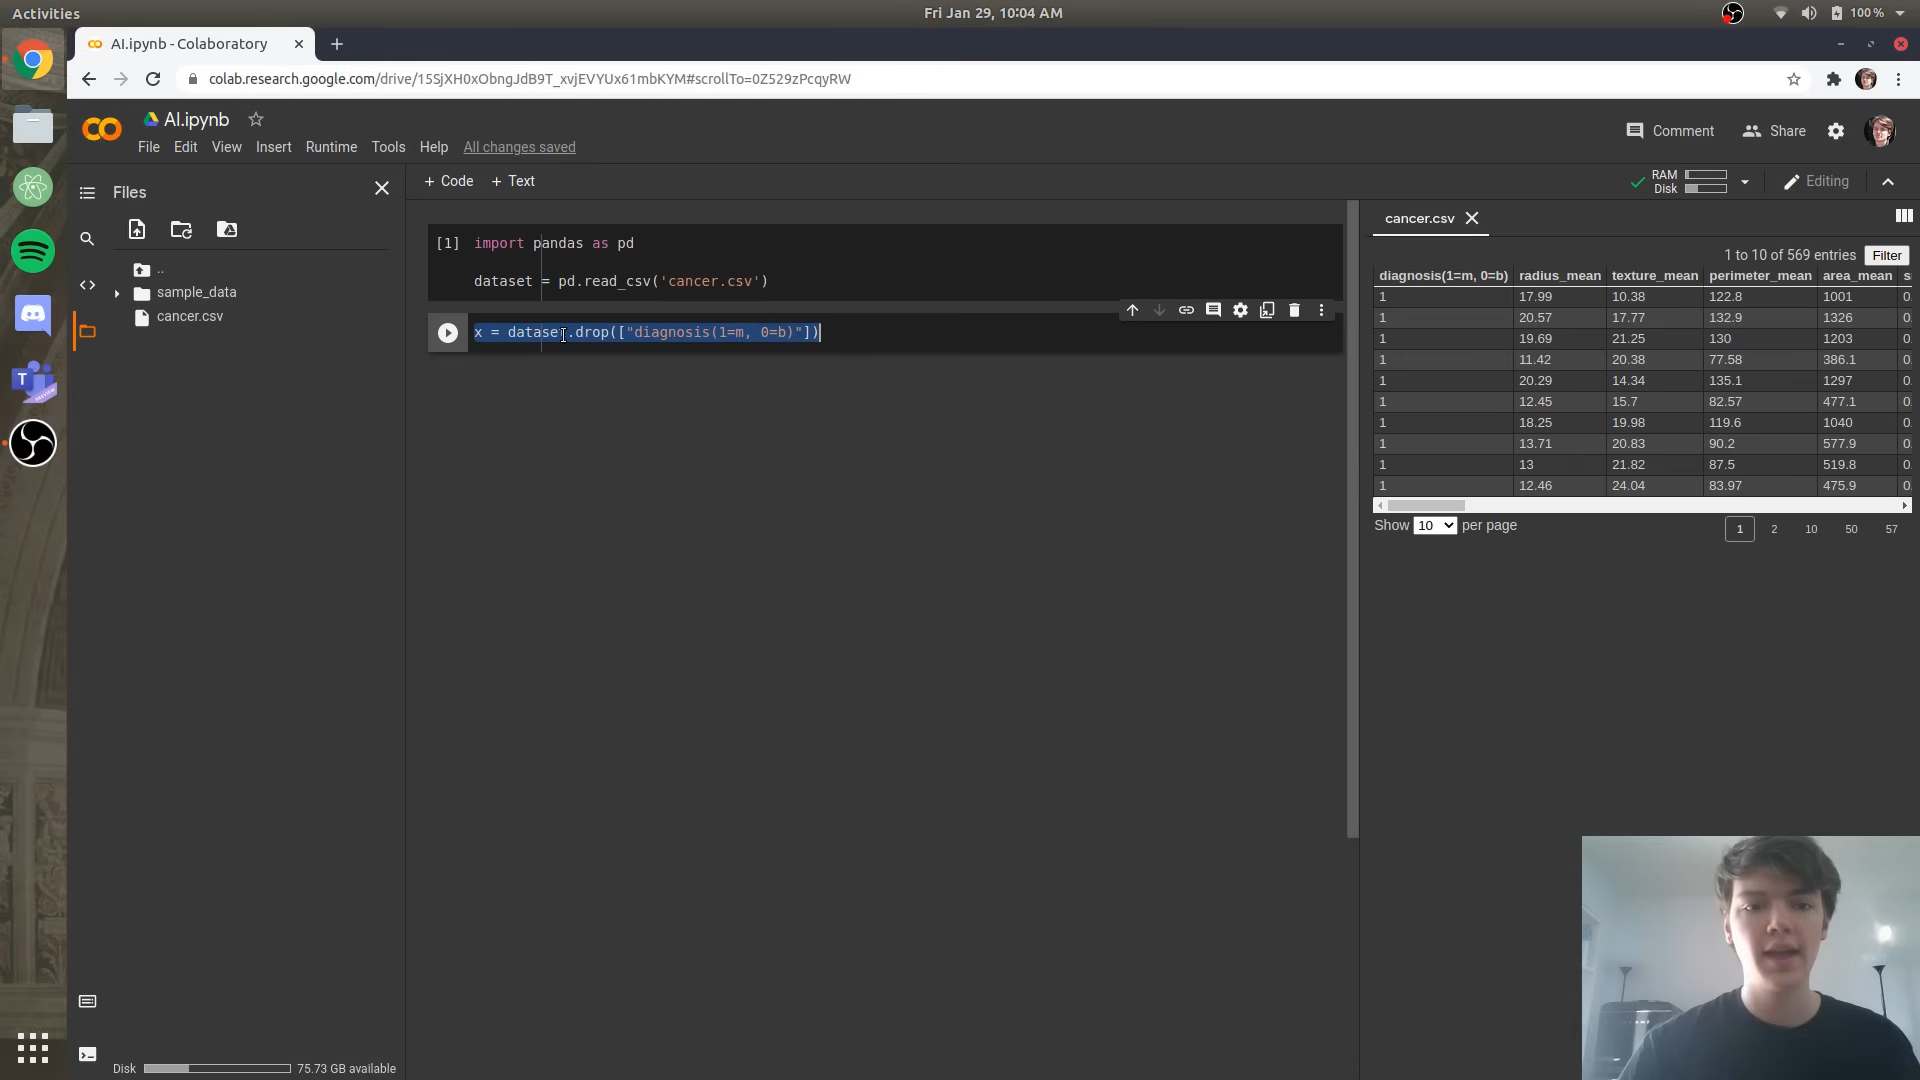 Activities
Fri Jan 29, 10:04 AM
100 %
AI.ipynb - Colaboratory
colab.research.google.com/drive/15SjXH0xObngJdB9T_xvjEVYUx61mbKYM#scrollTo=0Z529zPcqyRW
AI.ipynb
Comment
Share
File Edit View Insert Runtime Tools Help All changes saved
Files
+ Code + Text
RAM
Disk
Editing
..
sample_data
cancer.csv
[1] import pandas as pd
dataset = pd.read_csv('cancer.csv')
x = dataset.drop(["diagnosis(1=m, 0=b)"])
cancer.csv
1 to 10 of 569 entries Filter
diagnosis(1=m, 0=b) radius_mean texture_mean perimeter_mean area_mean s
1 17.99 10.38 122.8 1001 0.
1 20.57 17.77 132.9 1326 0.
1 19.69 21.25 130 1203 0.
1 11.42 20.38 77.58 386.1 0.
1 20.29 14.34 135.1 1297 0.
1 12.45 15.7 82.57 477.1 0.
1 18.25 19.98 119.6 1040 0.
1 13.71 20.83 90.2 577.9 0.
1 13 21.82 87.5 519.8 0.
1 12.46 24.04 83.97 475.9 0.
Show 10 per page 1 2 10 50 57
Disk 75.73 GB available